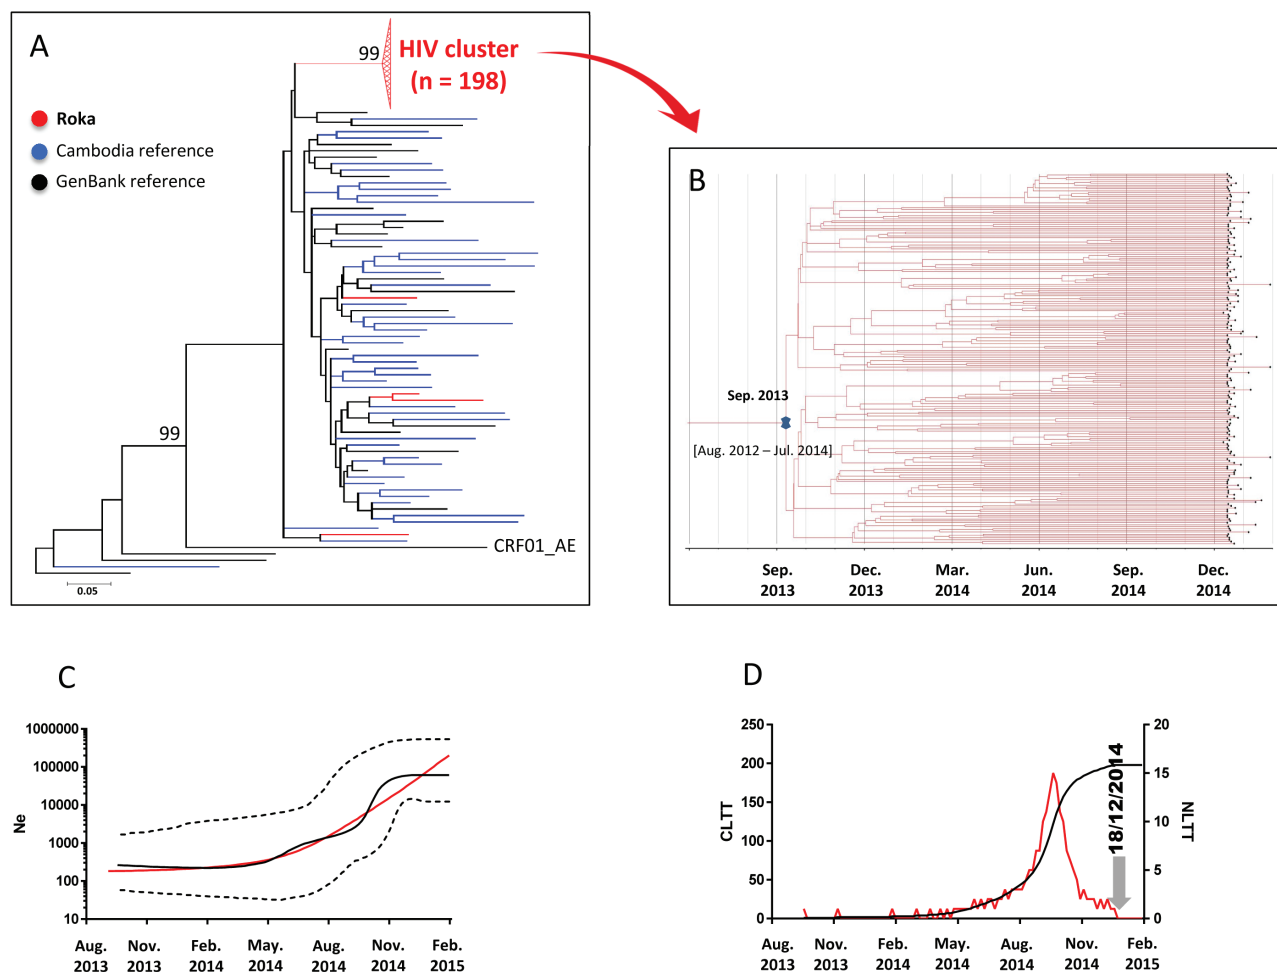 A
99
HIV cluster
(n = 198)
Roka
Cambodia reference
GenBank reference
99
CRF01_AE
0.05
B
Sep. 2013
[Aug. 2012 – Jul. 2014]
Sep. Dec. Mar. Jun. Sep. Dec.
2013 2013 2014 2014 2014 2014
C
1000000
100000
10000
1000
100
10
Ne
Aug. Nov. Feb. May. Aug. Nov. Feb.
2013 2013 2014 2014 2014 2014 2015
D
250 20
200
15
150
10
100
5
50
0 0
CLTT
NLTT
18/12/2014
Aug. Nov. Feb. May. Aug. Nov. Feb.
2013 2013 2014 2014 2014 2014 2015